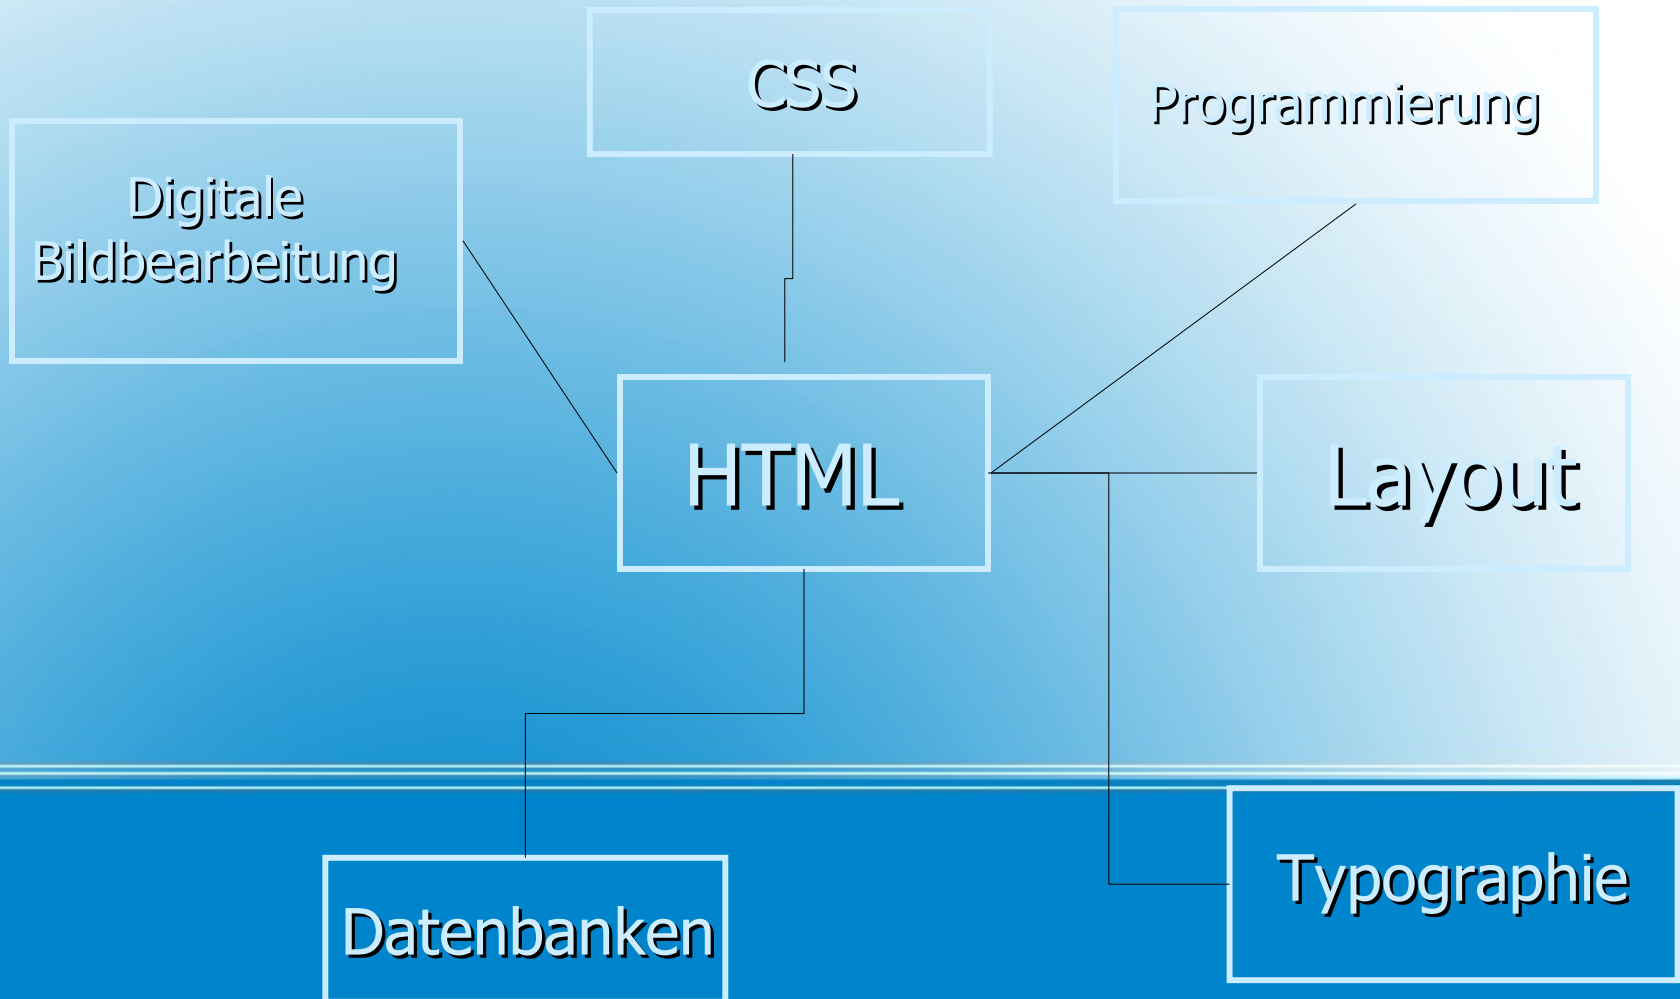 CSS
Programmierung
Digitale
Bildbearbeitung
HTML
Layout
Typographie
Datenbanken